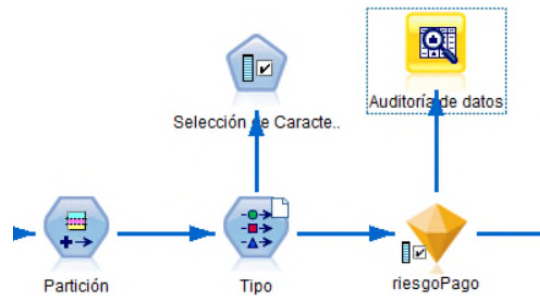 Selección de Caracte..
Auditoría de datos
Partición
Tipo
riesgoPago